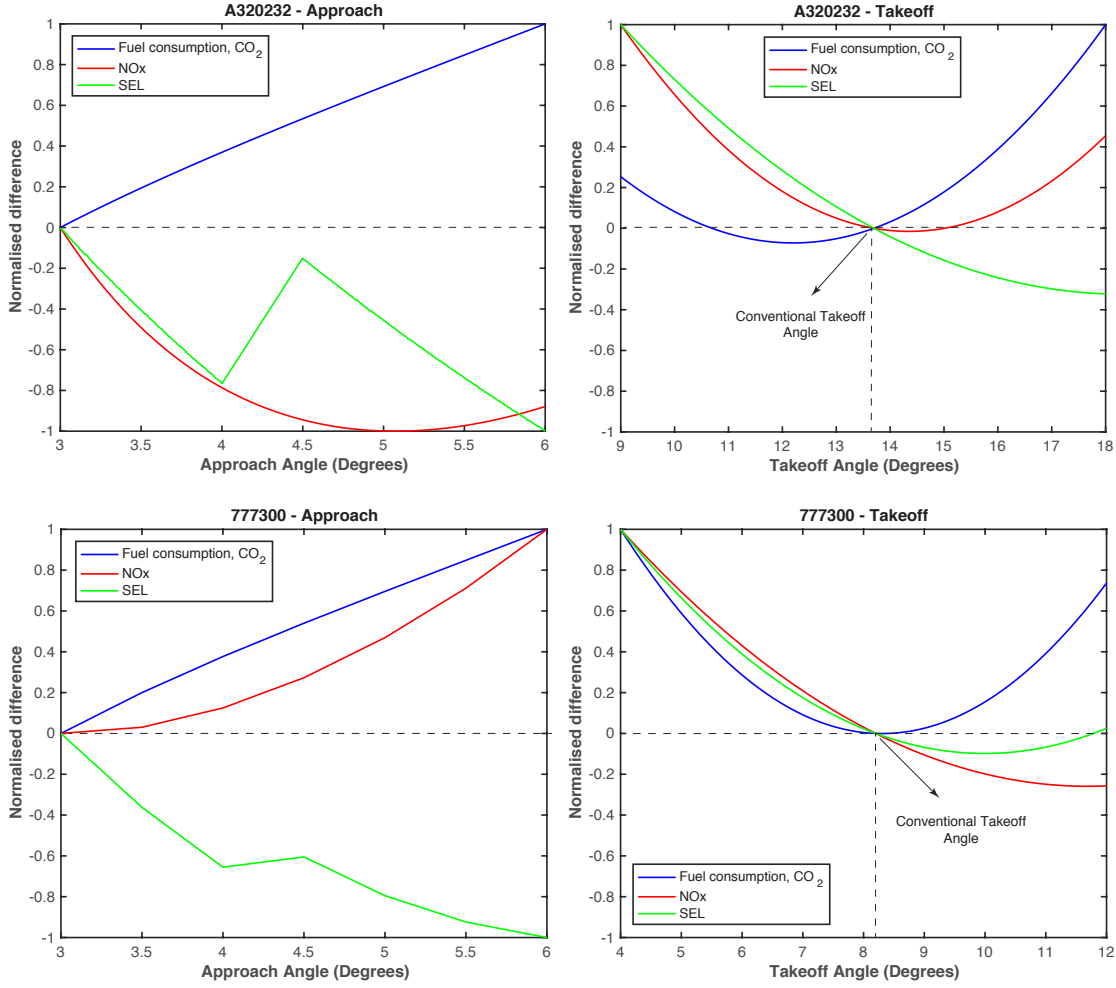 A320232 - Approach
Normalised difference
1
0.8
0.6
0.4
0.2
0
-0.2
-0.4
-0.6
-0.8
-1
Fuel consumption, CO2
NOx
SEL
3
3.5
4
4.5
5
5.5
6
Approach Angle (Degrees)
A320232 - Takeoff
Normalised difference
1
0.8
0.6
0.4
0.2
0
-0.2
-0.4
-0.6
-0.8
-1
Fuel consumption, CO2
NOx
SEL
Conventional Takeoff
Angle
9
10
11
12
13
14
15
16
17
18
Takeoff Angle (Degrees)
777300 - Approach
Normalised difference
1
0.8
0.6
0.4
0.2
0
-0.2
-0.4
-0.6
-0.8
-1
Fuel consumption, CO2
NOx
SEL
3
3.5
4
4.5
5
5.5
6
Approach Angle (Degrees)
777300 - Takeoff
Normalised difference
1
0.8
0.6
0.4
0.2
0
-0.2
-0.4
-0.6
-0.8
-1
Conventional Takeoff
Angle
Fuel consumption, CO2
NOx
SEL
4
5
6
7
8
9
10
11
12
Takeoff Angle (Degrees)